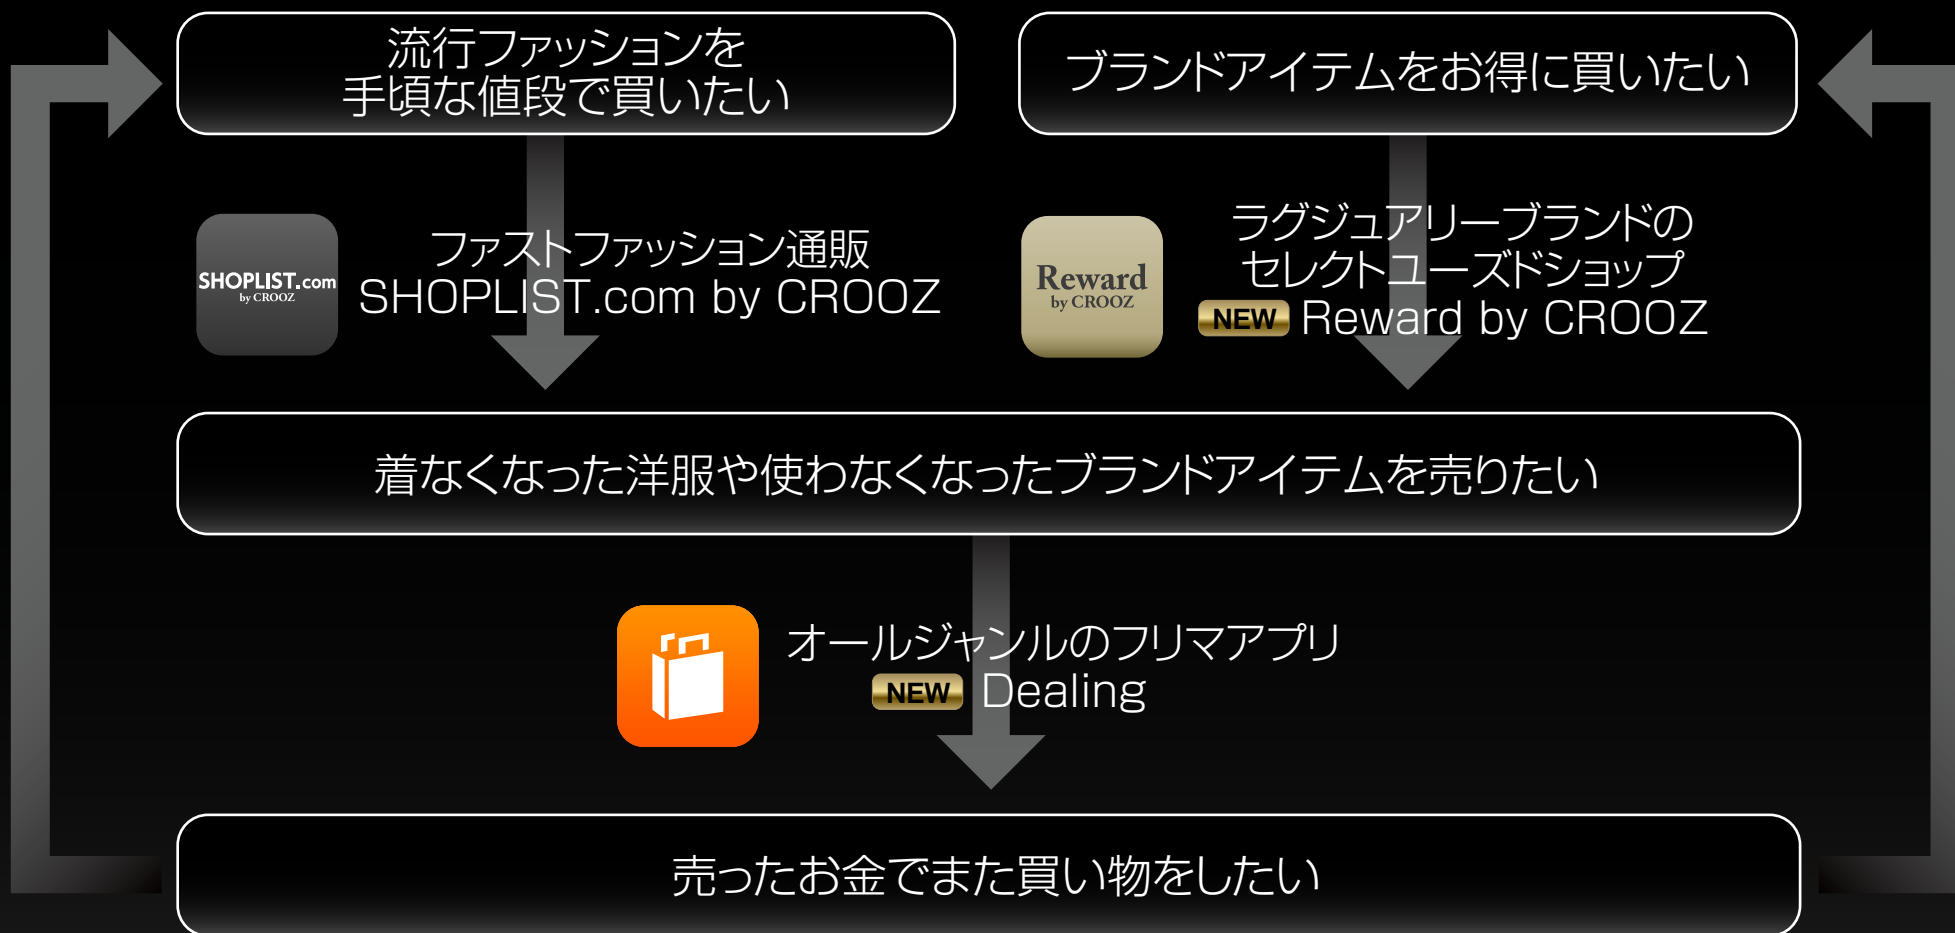 流行ファッションを
手頃な値段で買いたい
ブランドアイテムをお得に買いたい
SHOPLIST.com
by CROOZ
ファストファッション通販
SHOPLIST.com by CROOZ
Reward
by CROOZ
ラグジュアリーブランドの
セレクトユーズドショップ
NEW Reward by CROOZ
着なくなった洋服や使わなくなったブランドアイテムを売りたい
オールジャンルのフリマアプリ
NEW Dealing
売ったお金でまた買い物をしたい